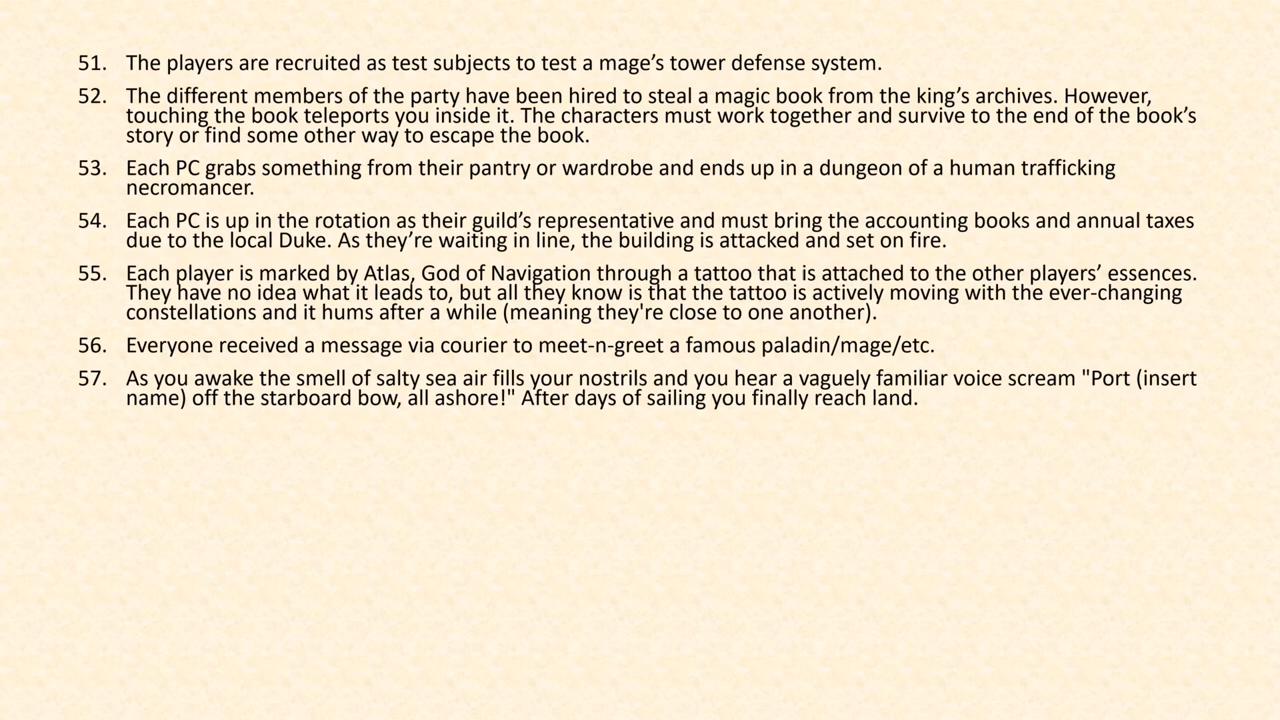 51. The players are recruited as test subjects to test a mage’s tower defense system.
52. The different members of the party have been hired to steal a magic book from the king’s archives. However,
touching the book teleports you inside it. The characters must work together and survive to the end of the book’s
story or find some other way to escape the book.
53. Each PC grabs something from their pantry or wardrobe and ends up in a dungeon of a human trafficking
necromancer.
54. Each PC is up in the rotation as their guild’s representative and must bring the accounting books and annual taxes
due to the local Duke. As they’re waiting in line, the building is attacked and set on fire.
55. Each player is marked by Atlas, God of Navigation through a tattoo that is attached to the other players’ essences.
They have no idea what it leads to, but all they know is that the tattoo is actively moving with the ever-changing
constellations and it hums after a while (meaning they're close to one another).
56. Everyone received a message via courier to meet-n-greet a famous paladin/mage/etc.
57. As you awake the smell of salty sea air fills your nostrils and you hear a vaguely familiar voice scream "Port (insert
name) off the starboard bow, all ashore!" After days of sailing you finally reach land.